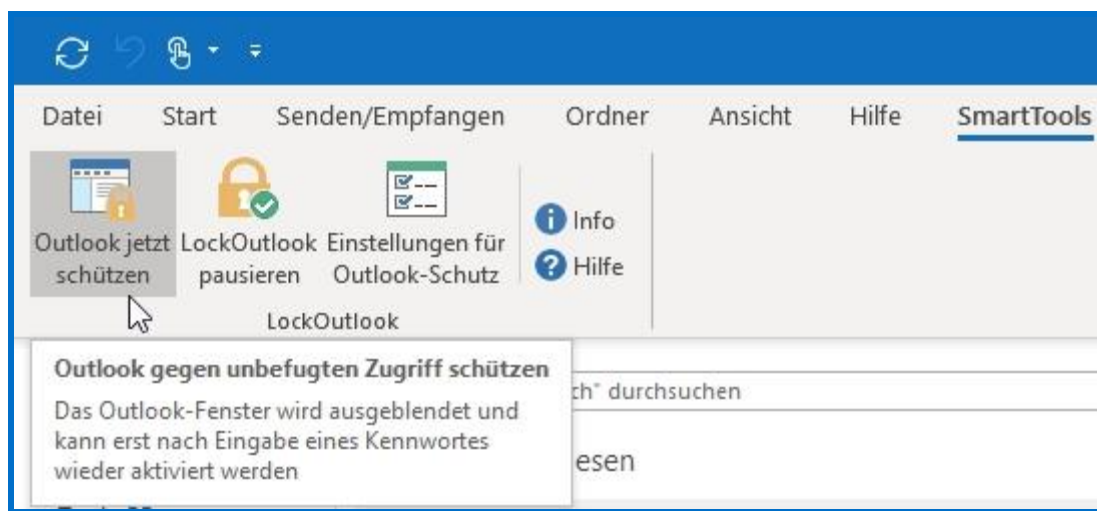 Datei Start Senden/Empfangen Ordner Ansicht Hilfe SmartTools
Outlook jetzt schützen
LockOutlook pausieren
Einstellungen für Outlook-Schutz
Info
Hilfe
LockOutlook
Outlook gegen unbefugten Zugriff schützen
Das Outlook-Fenster wird ausgeblendet und
kann erst nach Eingabe eines Kennwortes
wieder aktiviert werden
durchsuchen